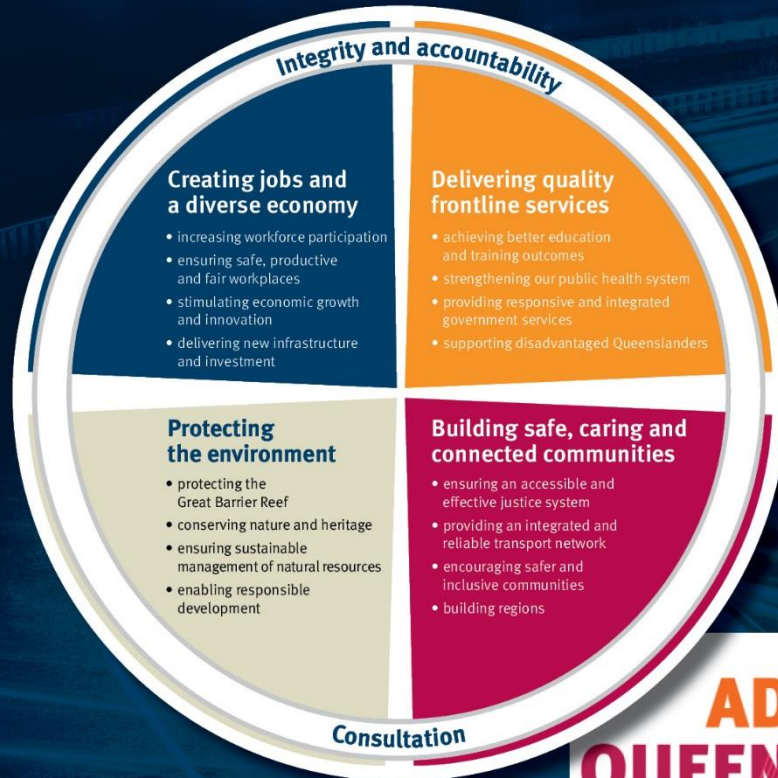 Integrity and accountability
Creating jobs and
a diverse economy
• increasing workforce participation
• ensuring safe, productive
and fair workplaces
• stimulating economic growth
and innovation
• delivering new infrastructure
and investment
Delivering quality
frontline services
• achieving better education
and training outcomes
• strengthening our public health system
• providing responsive and integrated
government services
• supporting disadvantaged Queenslanders
Protecting
the environment
• protecting the
Great Barrier Reef
• conserving nature and heritage
• ensuring sustainable
management of natural resources
• enabling responsible
development
Building safe, caring and
connected communities
• ensuring an accessible and
effective justice system
• providing an integrated and
reliable transport network
• encouraging safer and
inclusive communities
• building regions
Consultation
AD
QUEEN